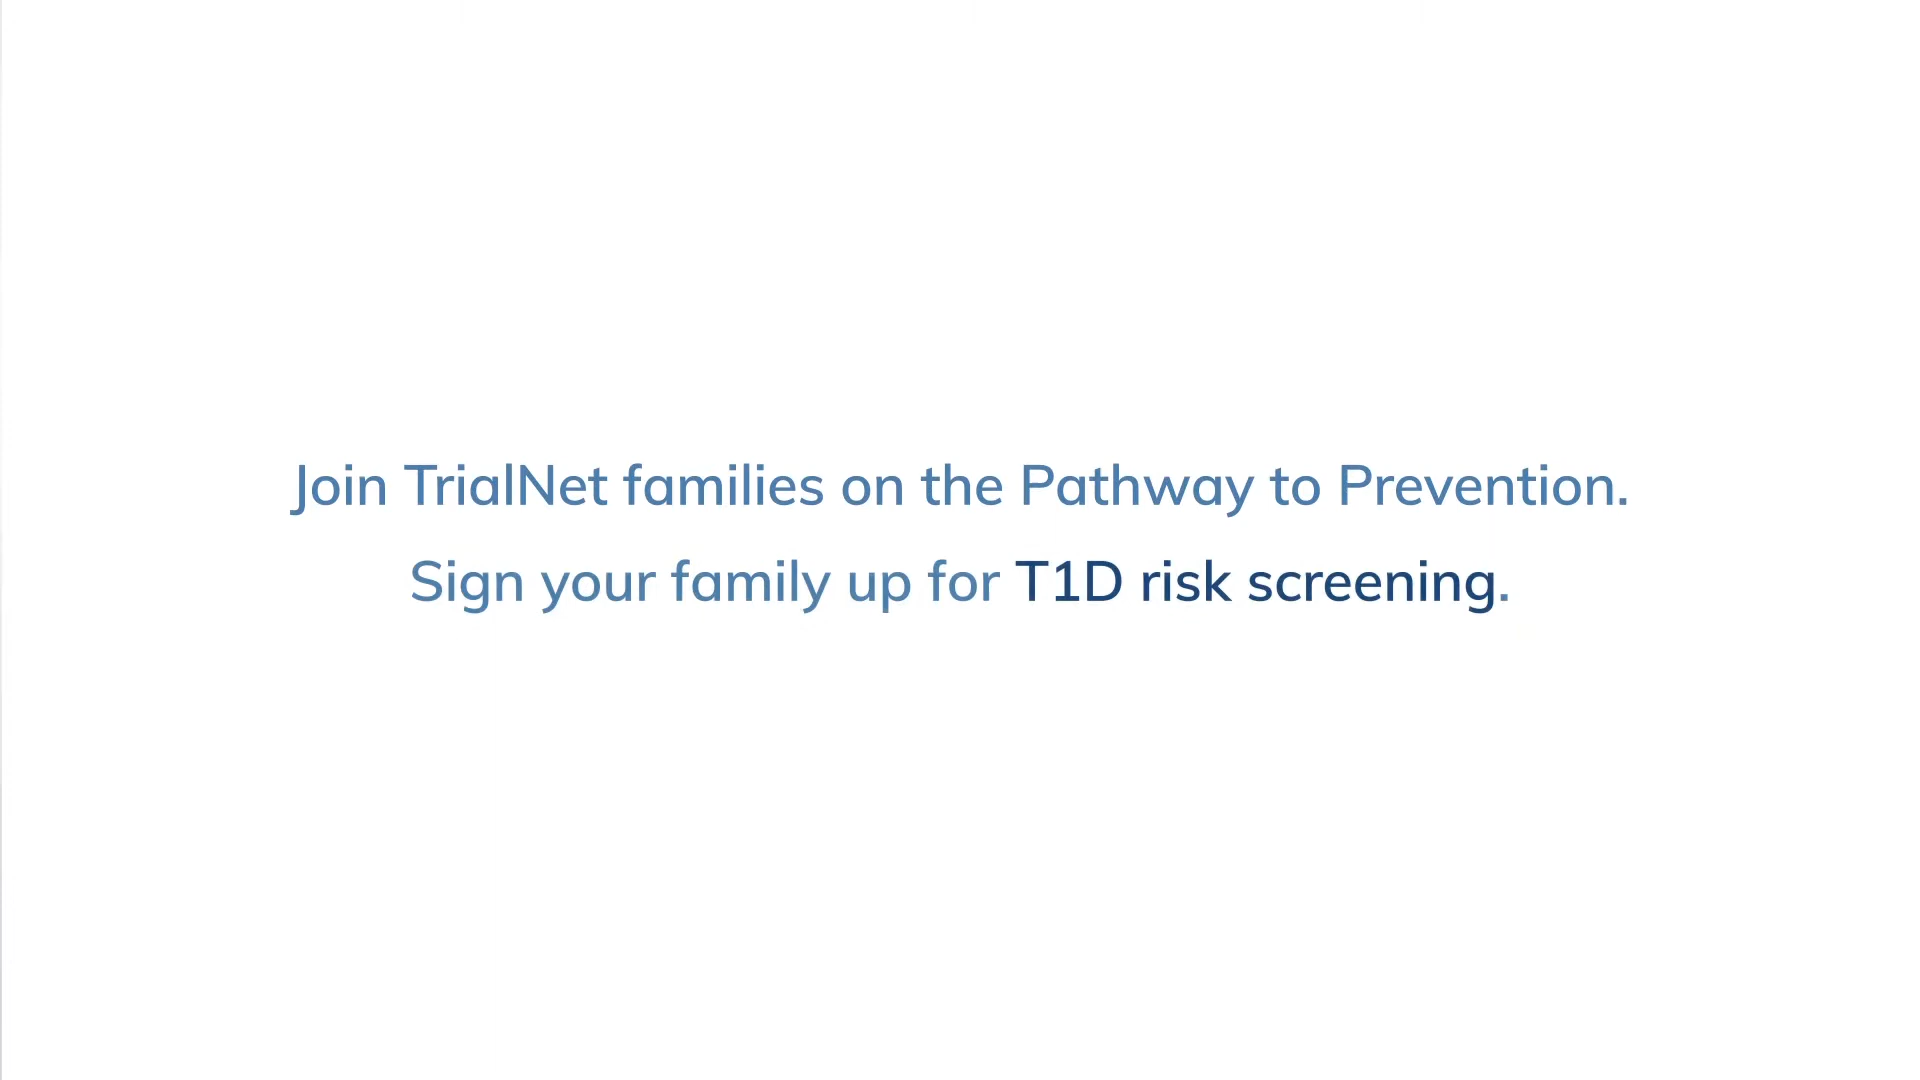 Join TrialNet families on the Pathway to Prevention.
Sign your family up for T1D risk screening.